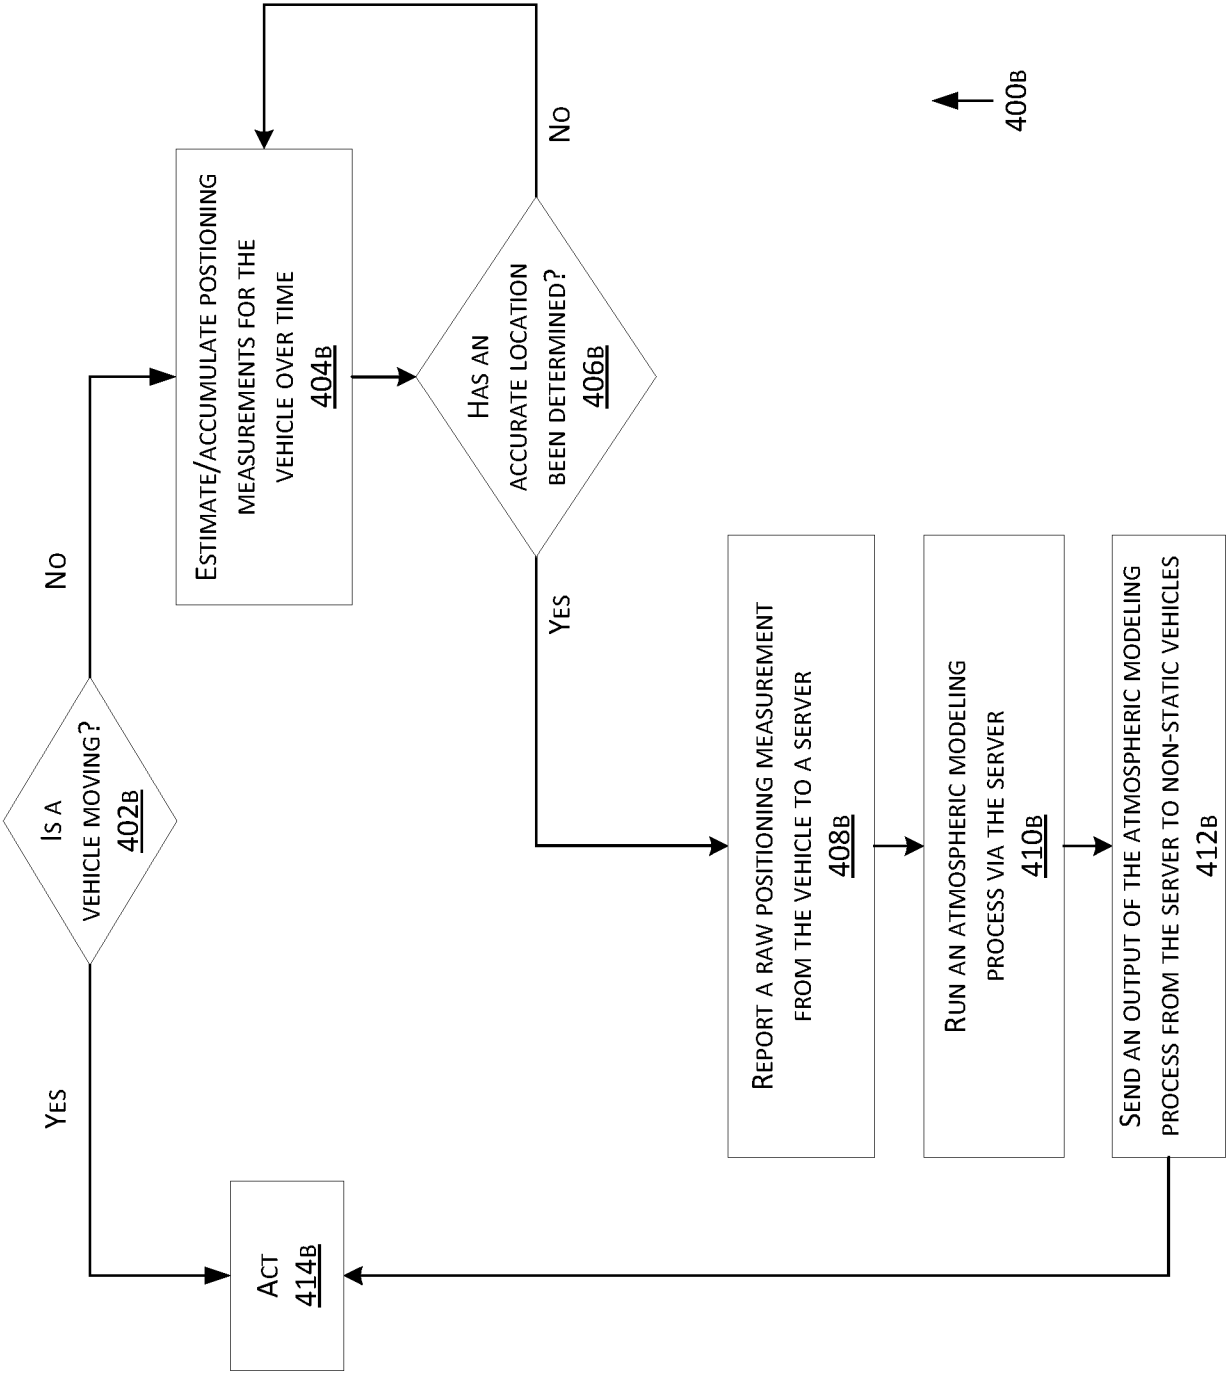 Is a
vehicle moving?
402B
Yes
No
Estimate/accumulate postioning
measurements for the
vehicle over time
404B
Has an
accurate location
been determined?
406B
No
Yes
Report a raw positioning measurement
from the vehicle to a server
408B
Run an atmospheric modeling
process via the server
410B
Send an output of the atmospheric modeling
process from the server to non-static vehicles
412B
Act
414B
400B